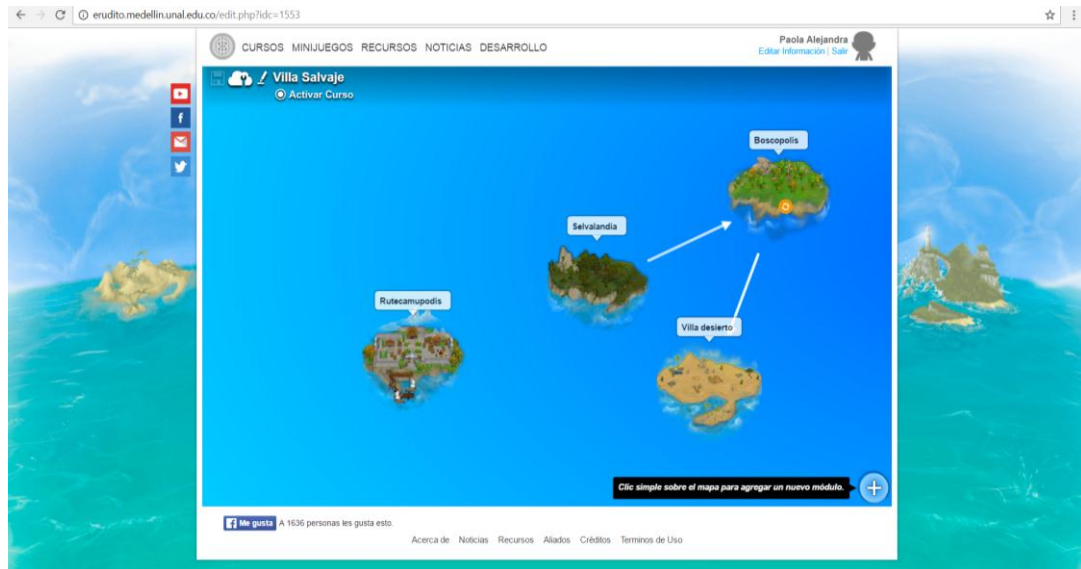 erudito.medellin.unal.edu.co/edit.php?idc=1553
CURSOS MINIJUEGOS RECURSOS NOTICIAS DESARROLLO
Paola Alejandra
Editar Información | Salir
Villa Salvaje
Activar Curso
Boscopolis
Selvalandia
Rutecamupodis
Villa desierto
Clic simple sobre el mapa para agregar un nuevo módulo.
Me gusta A 1636 personas les gusta esto.
Acerca de Noticias Recursos Aliados Créditos Terminos de Uso